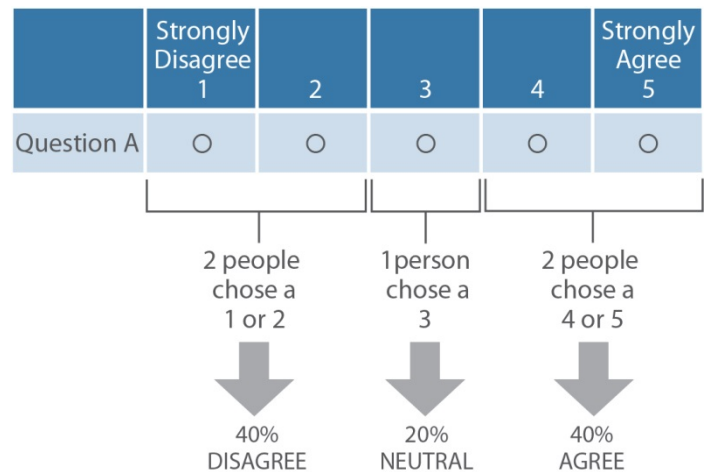 Strongly
Disagree
1
2
3
4
Strongly
Agree
5
Question A
2 people
chose a
1 or 2
1person
chose a
3
2 people
chose a
4 or 5
40%
DISAGREE
20%
NEUTRAL
40%
AGREE